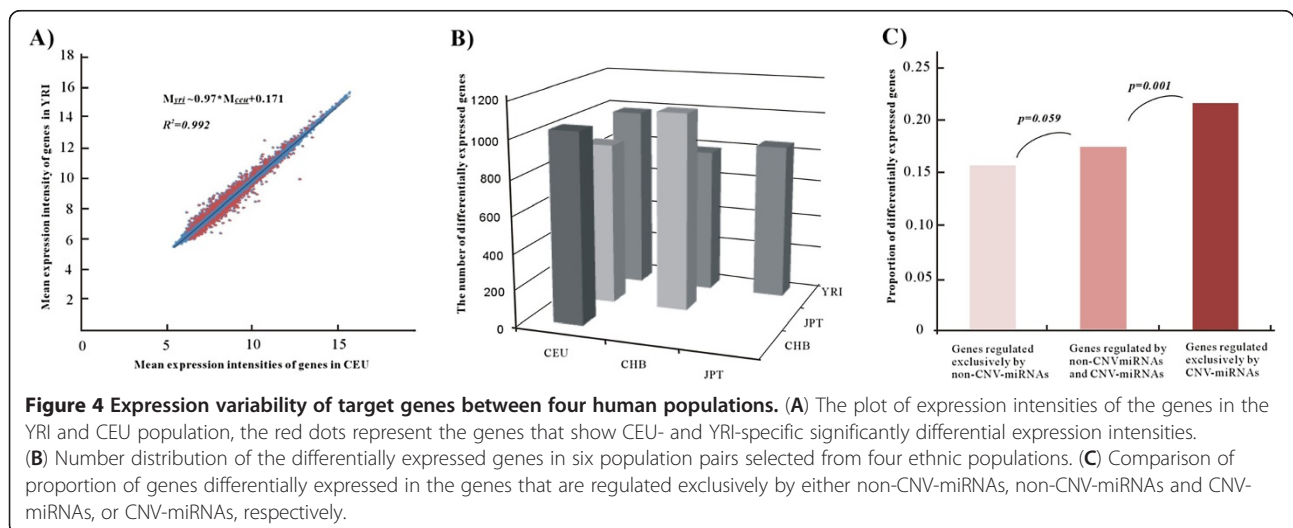 A)
18
16
14
12
10
8
6
4
2
0
5
10
15
Mean expression intensity of genes in YRI
Myri~0.97*Mceu+0.171
R²=0.992
Mean expression intensities of genes in CEU
B)
The number of differentially expressed genes
1200
1000
800
600
400
200
0
CEU
CHB
JPT
CHB
JPT
YRI
C)
Proportion of differentially expressed genes
0.25
0.20
0.15
0.10
0.05
0
p=0.059
p=0.001
Genes regulated
exclusively by
non-CNV-miRNAs
Genes regulated by
non-CNVmiRNAs
and CNV-miRNAs
Genes regulated
exclusively by
CNV-miRNAs
Figure 4 Expression variability of target genes between four human populations. (A) The plot of expression intensities of the genes in the
YRI and CEU population, the red dots represent the genes that show CEU- and YRI-specific significantly differential expression intensities.
(B) Number distribution of the differentially expressed genes in six population pairs selected from four ethnic populations. (C) Comparison of
proportion of genes differentially expressed in the genes that are regulated exclusively by either non-CNV-miRNAs, non-CNV-miRNAs and CNV-
miRNAs, or CNV-miRNAs, respectively.